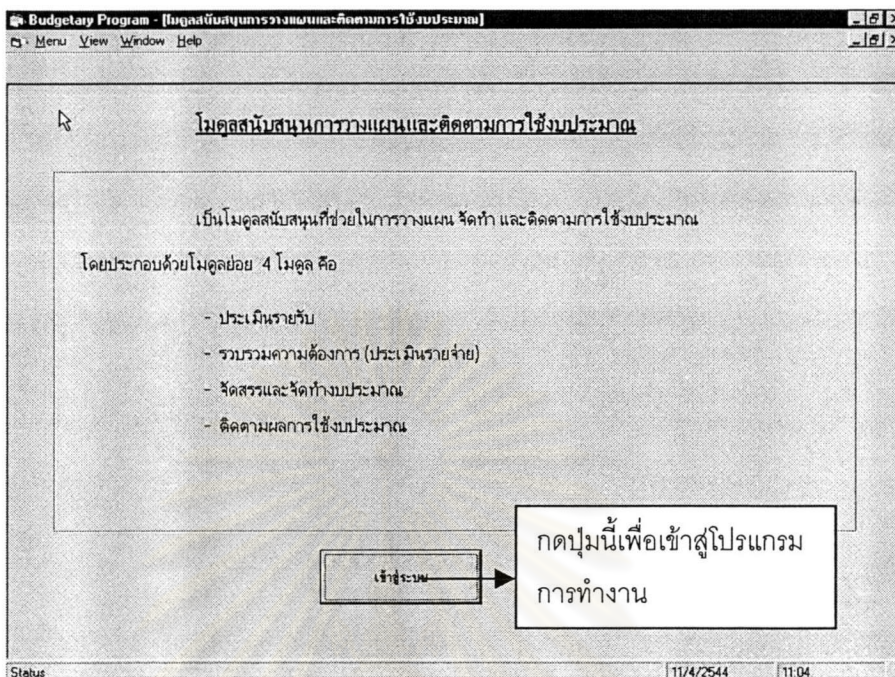 Budgetary Program - [โมดูลสนับสนุนการวางแผนและติดตามการใช้งบประมาณ]
Menu View Window Help
โมดูลสนับสนุนการวางแผนและติดตามการใช้งบประมาณ
เป็นโมดูลสนับสนุนที่ช่วยในการวางแผน จัดทำ และติดตามการใช้งบประมาณ
โดยประกอบด้วยโมดูลย่อย 4 โมดูล คือ
ประเมินรายรับ
- รวบรวมความต้องการ (ประเมินรายจ่าย)
- จัดสรรและจัดทำงบประมาณ
- ติดตามผลการใช้งบประมาณ
เข้าสู่ระบบ
กดปุ่มนี้เพื่อเข้าสู่โปรแกรม
การทำงาน
Status 11/4/2544 11:04